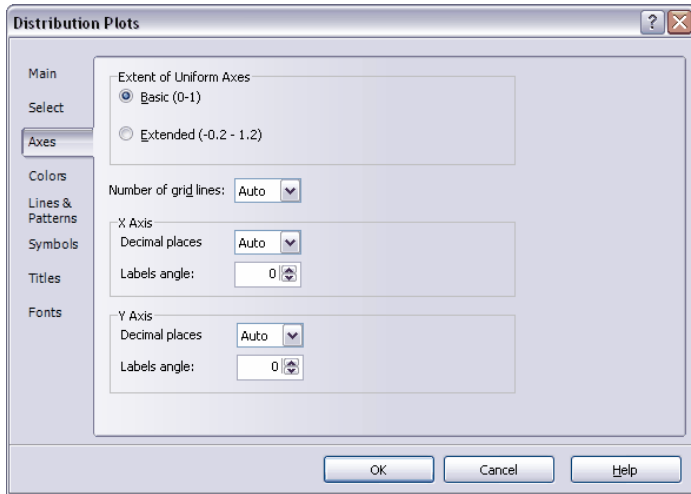 Distribution Plots
Main
Select
Axes
Colors
Lines &
Patterns
Symbols
Titles
Fonts
Extent of Uniform Axes
Basic (0-1)
Extended (-0.2 - 1.2)
Number of grid lines: Auto
X Axis
Decimal places Auto
Labels angle: 0
Y Axis
Decimal places Auto
Labels angle: 0
OK Cancel Help